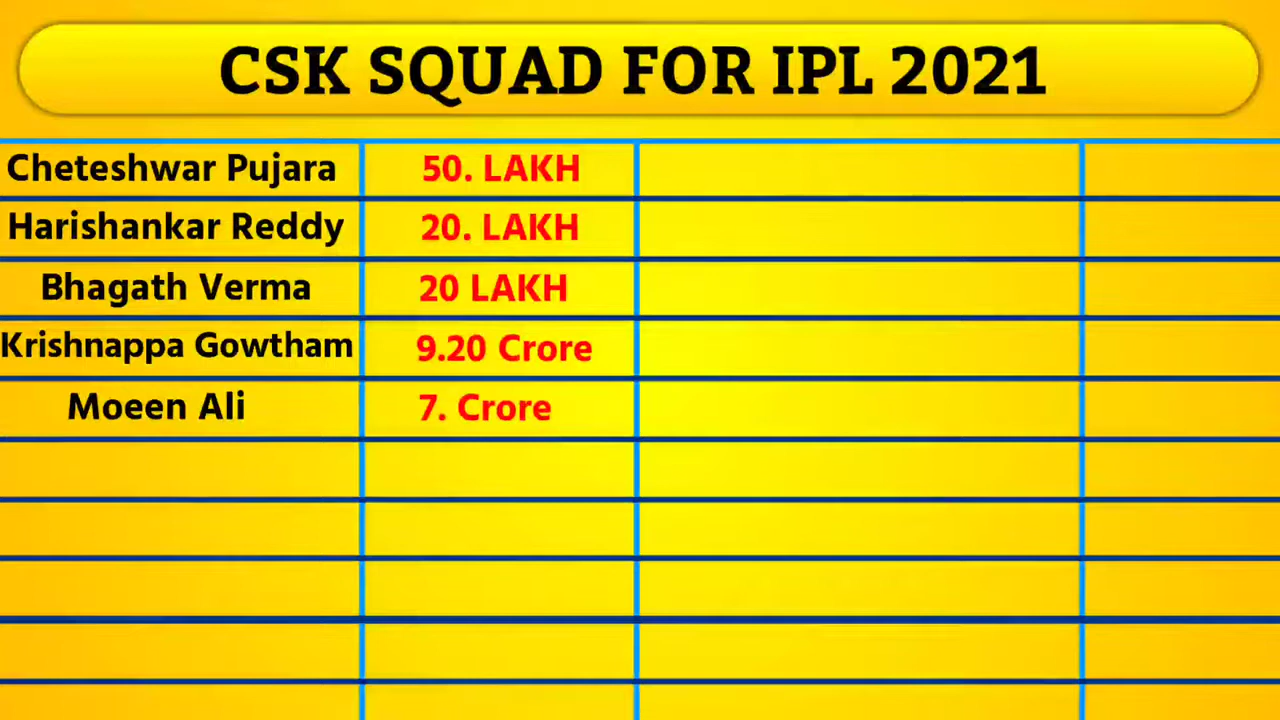 CSK SQUAD FOR IPL 2021
Cheteshwar Pujara 50. LAKH
Harishankar Reddy 20. LAKH
Bhagath Verma 20 LAKH
Krishnappa Gowtham 9.20 Crore
Moeen Ali 7. Crore